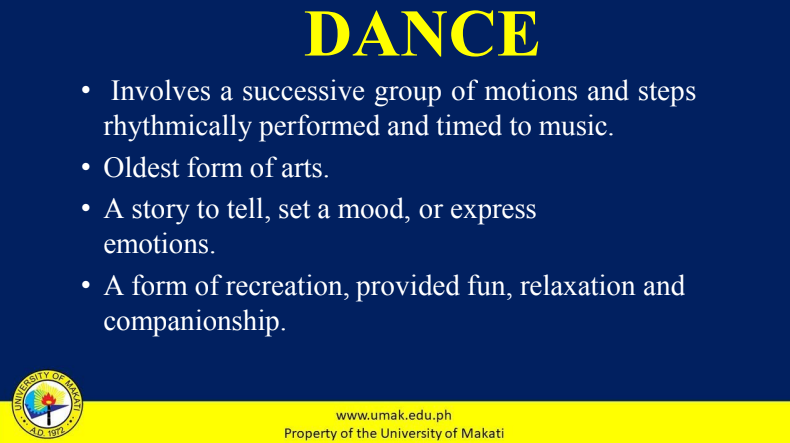 DANCE
• Involves a successive group of motions and steps
rhythmically performed and timed to music.
• Oldest form of arts.
• A story to tell, set a mood, or express
emotions.
• A form of recreation, provided fun, relaxation and
companionship.
UNIVERSITY OF MAKATI
A.D. 1972
www.umak.edu.ph
Property of the University of Makati